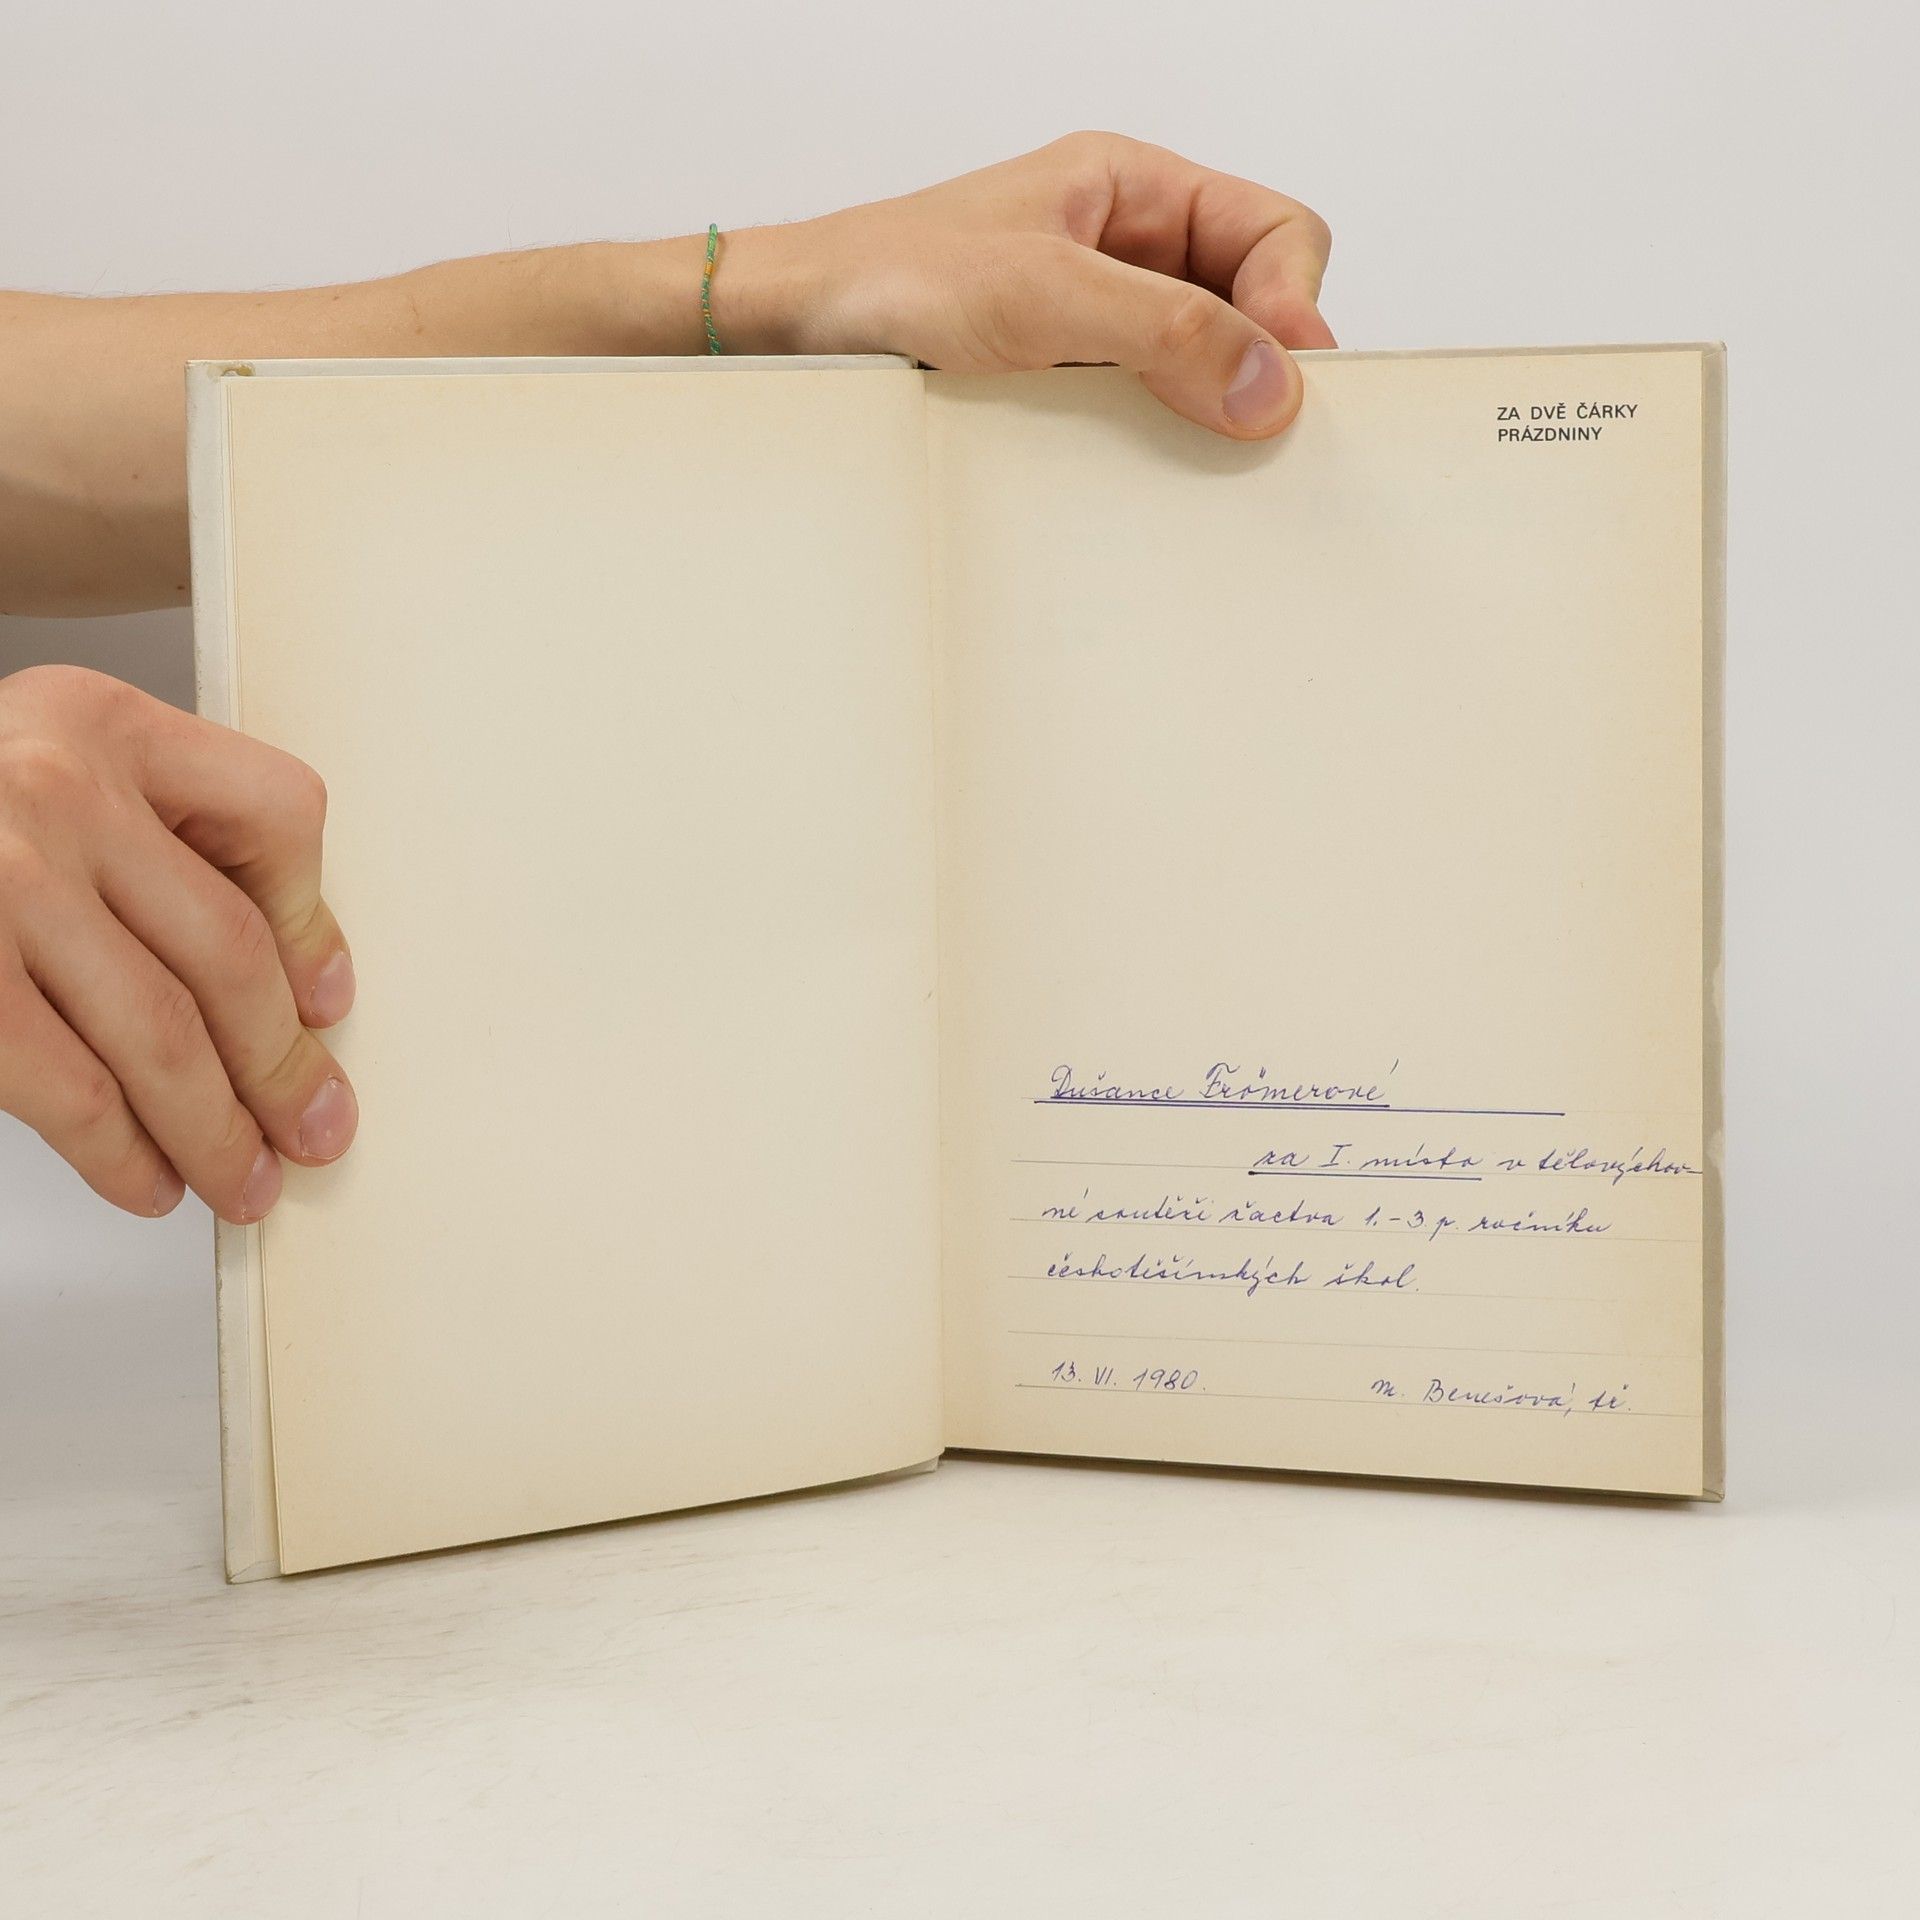 ZA DVĚ ČÁRKY
PRÁZDNINY
Dušance Frömerové
za I. místo v tělovýchov-
né soutěži žactva 1.-3. p. ročníku
českotěšínských škol.
13. VI. 1980.
M. Benešová, tř.